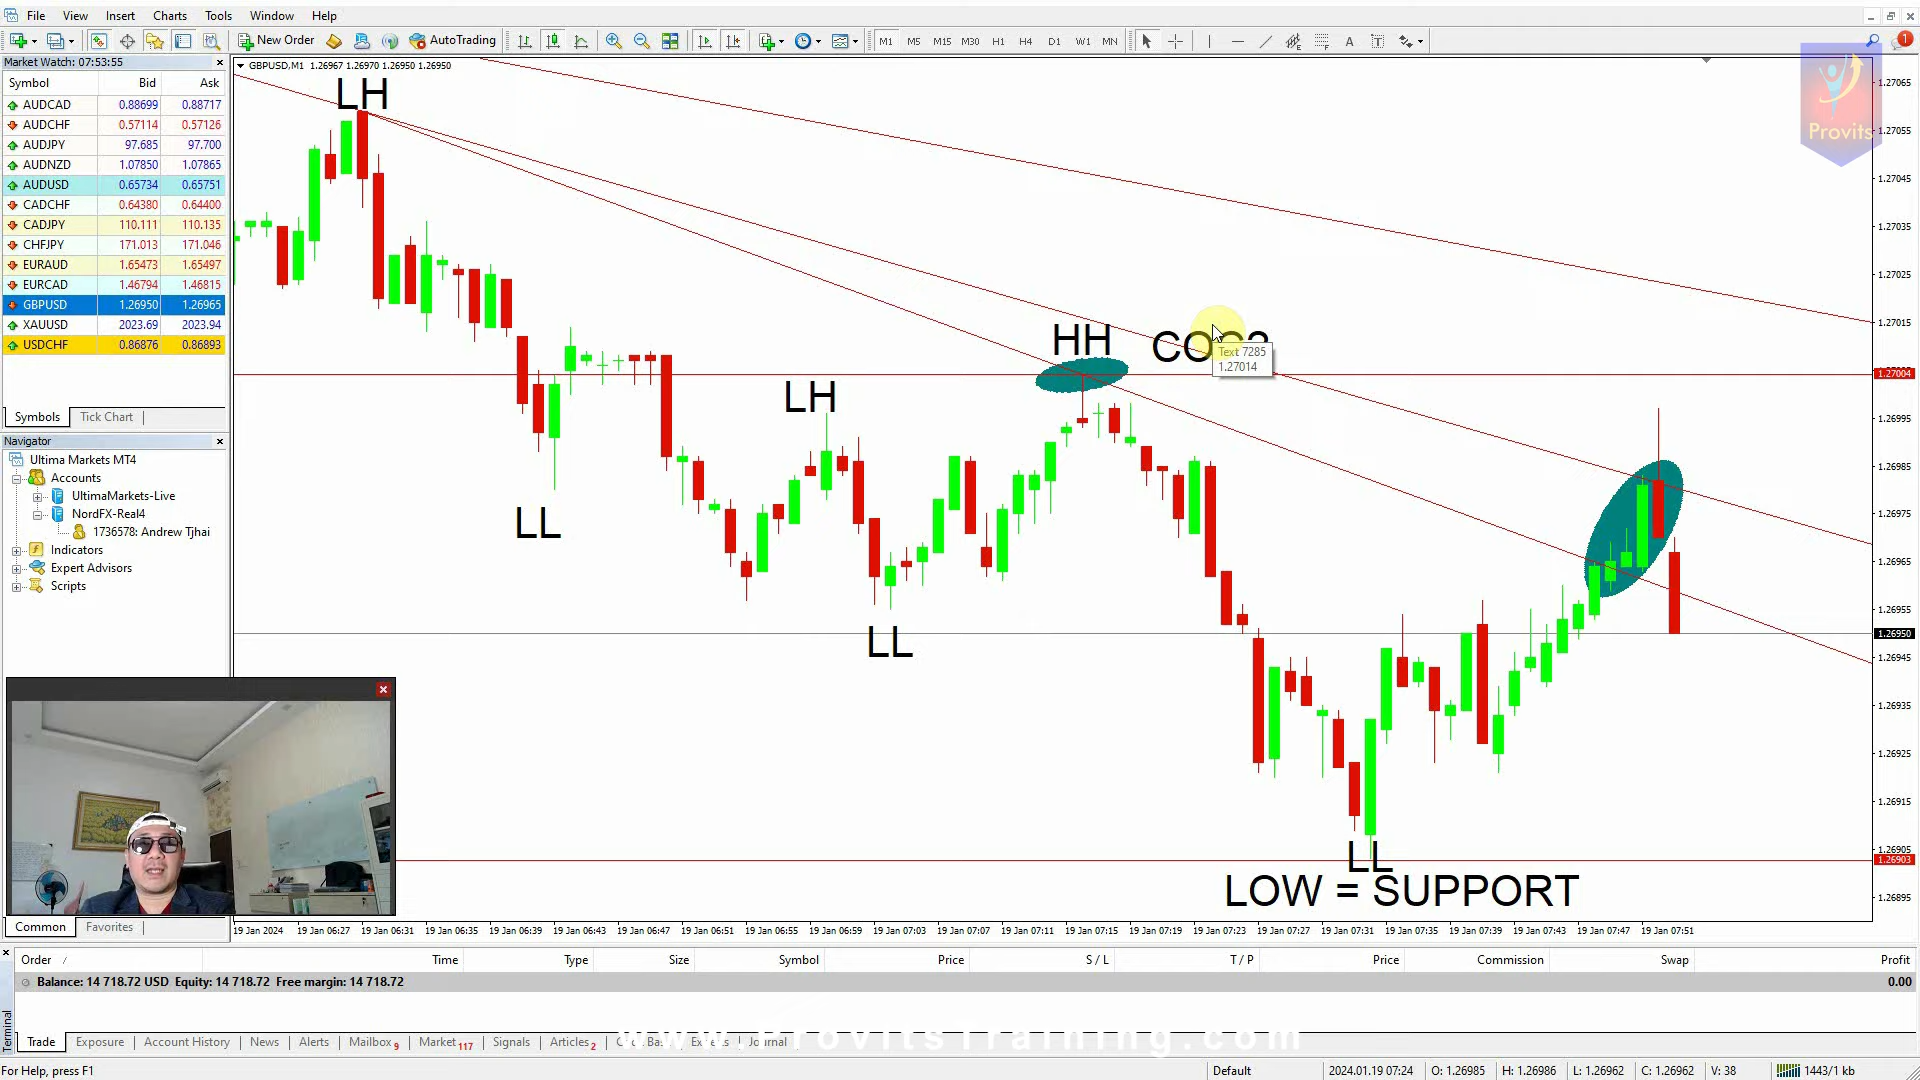 File View Insert Charts Tools Window Help
New Order AutoTrading M1 M5 M15 M30 H1 H4 D1 W1 MN A T 1
Market Watch: 07:53:55
Symbol Bid Ask
AUDCAD 0.88699 0.88717
AUDCHF 0.57114 0.57126
AUDJPY 97.685 97.700
AUDNZD 1.07850 1.07865
AUDUSD 0.65734 0.65751
CADCHF 0.64380 0.64400
CADJPY 110.111 110.135
CHFJPY 171.013 171.046
EURAUD 1.65473 1.65497
EURCAD 1.46794 1.46815
GBPUSD 1.26950 1.26965
XAUUSD 2023.69 2023.94
USDCHF 0.86876 0.86893
Symbols Tick Chart
Navigator
Ultima Markets MT4
Accounts
UltimaMarkets-Live
NordFX-Real4
1736578: Andrew Tjhai
Indicators
Expert Advisors
Scripts
Common Favorites
GBPUSD,M1 1.26967 1.26970 1.26950 1.26950
LH
HH
LH
LL
LL
LL
LOW = SUPPORT
Text 7285
1.27014
Provits
1.27065
1.27055
1.27045
1.27035
1.27025
1.27015
1.27004
1.26995
1.26985
1.26975
1.26965
1.26955
1.26950
1.26945
1.26935
1.26925
1.26915
1.26905
1.26903
1.26895
19 Jan 2024 19 Jan 06:27 19 Jan 06:31 19 Jan 06:35 19 Jan 06:39 19 Jan 06:43 19 Jan 06:47 19 Jan 06:51 19 Jan 06:55 19 Jan 06:59 19 Jan 07:03 19 Jan 07:07 19 Jan 07:11 19 Jan 07:15 19 Jan 07:19 19 Jan 07:23 19 Jan 07:27 19 Jan 07:31 19 Jan 07:35 19 Jan 07:39 19 Jan 07:43 19 Jan 07:47 19 Jan 07:51
Order / Time Type Size Symbol Price S / L T / P Price Commission Swap Profit
Balance: 14 718.72 USD Equity: 14 718.72 Free margin: 14 718.72 0.00
Terminal
Trade Exposure Account History News Alerts Mailbox 9 Market 117 Signals Articles 2 Journal
www.ProvitsTraining.com
For Help, press F1 Default 2024.01.19 07:24 O: 1.26985 H: 1.26986 L: 1.26962 C: 1.26962 V: 38 1443/1 kb